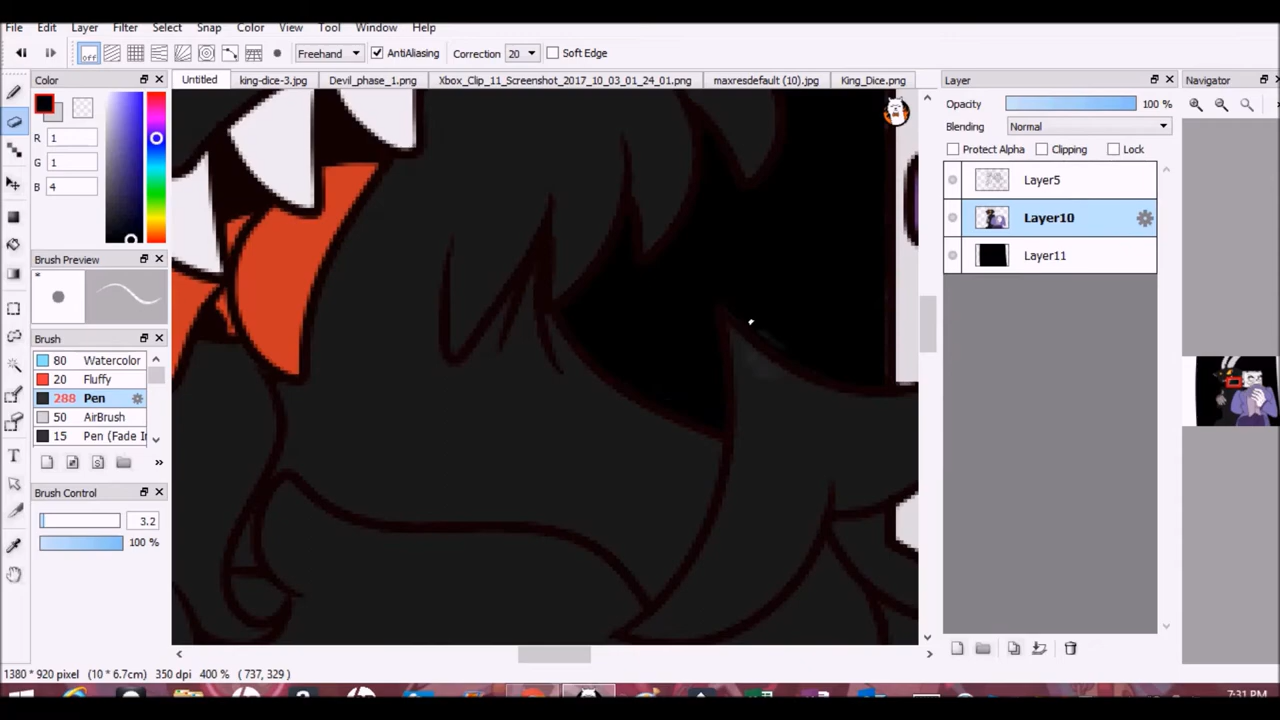 File Edit Layer Filter Select Snap Color View Tool Window Help
off Freehand AntiAliasing Correction 20 Soft Edge
Color Untitled king-dice-3.jpg Devil_phase_1.png Xbox_Clip_11_Screenshot_2017_10_03_01_24_01.png maxresdefault (10).jpg King_Dice.png Layer Navigator
R 1
G 1
B 4
Opacity 100 %
Blending Normal
Protect Alpha Clipping Lock
Layer5
Layer10
Layer11
Brush Preview
*
Brush
80 Watercolor
20 Fluffy
288 Pen
50 AirBrush
15 Pen (Fade I
Brush Control
3.2
100 %
T
1380 * 920 pixel (10 * 6.7cm) 350 dpi 400 % ( 737, 329 )
7:31 PM